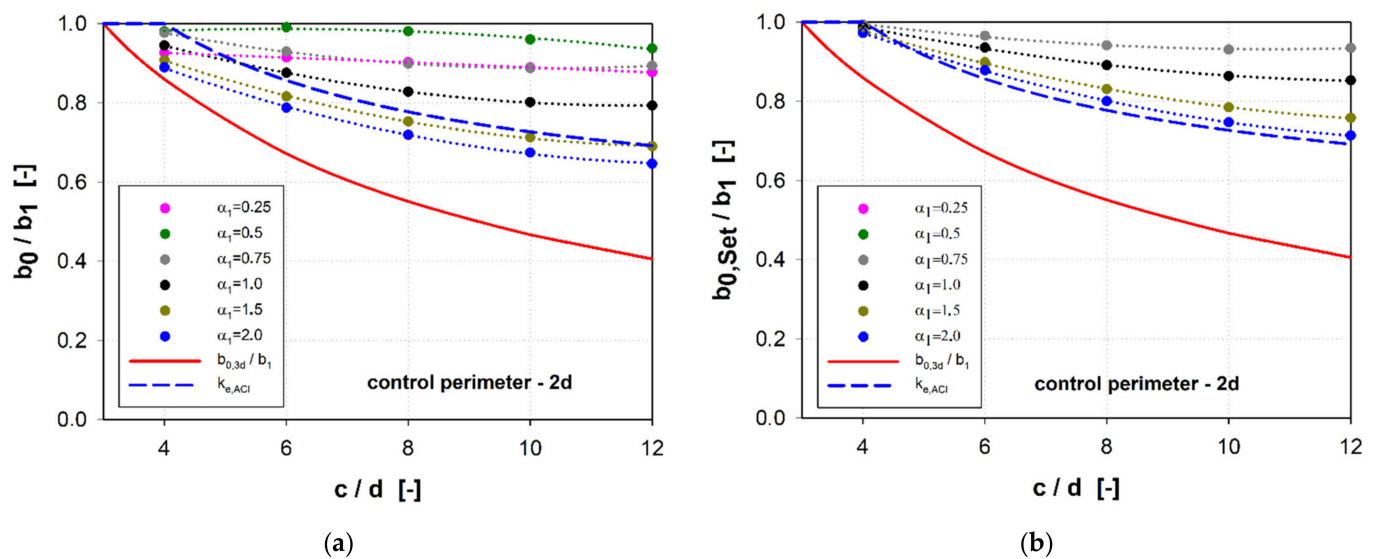 1.0
0.8
0.6
0.4
0.2
0.0
b0 / b1 [-]
α1=0.25
α1=0.5
α1=0.75
α1=1.0
α1=1.5
α1=2.0
b0,3d / b1
ke,ACI
control perimeter - 2d
4 6 8 10 12
c / d [-]
(a)
1.0
0.8
0.6
0.4
0.2
0.0
b0,Set / b1 [-]
α1=0.25
α1=0.5
α1=0.75
α1=1.0
α1=1.5
α1=2.0
b0,3d / b1
ke,ACI
control perimeter - 2d
4 6 8 10 12
c / d [-]
(b)